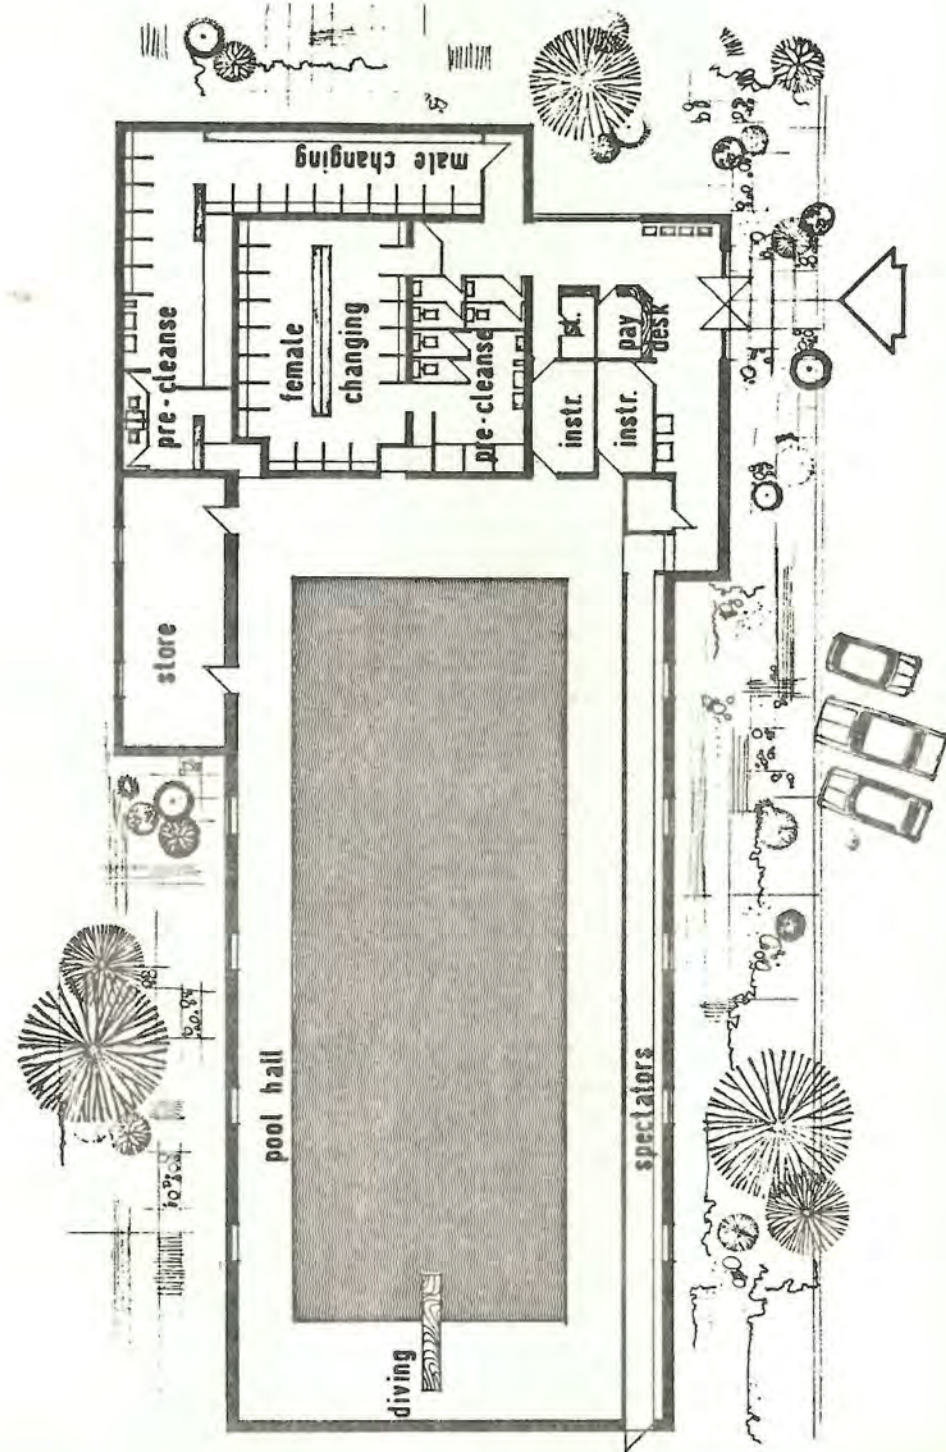 male changing
pre-cleanse
female
changing
pre-cleanse
pay
desk
instr.
instr.
store
pool hall
spectators
diving